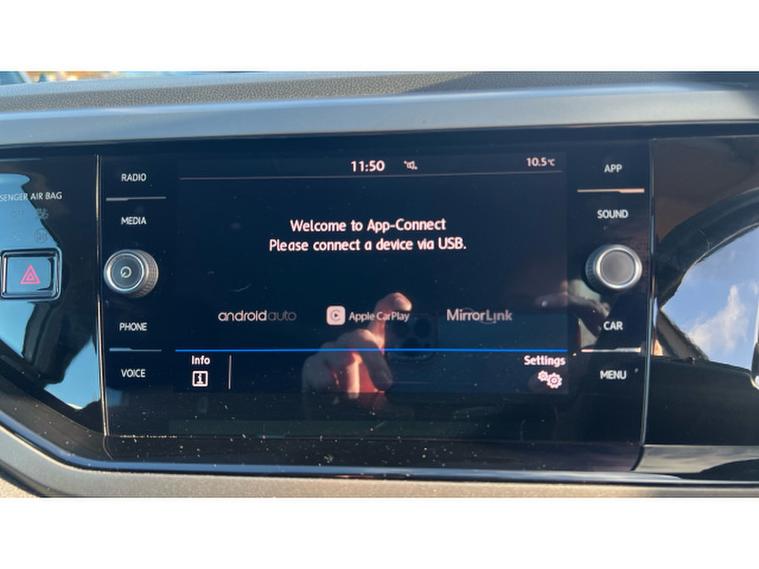 SENGER AIR BAG
RADIO
MEDIA
PHONE
VOICE
11:50
10.5°C
Welcome to App-Connect
Please connect a device via USB.
androidauto
Apple CarPlay
MirrorLink
Info
Settings
APP
SOUND
CAR
MENU